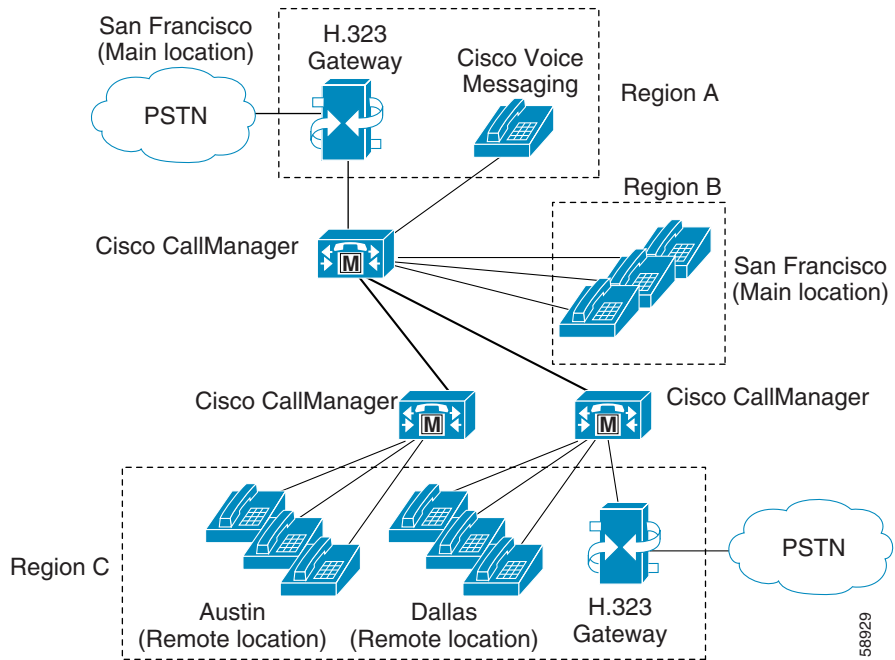 San Francisco
(Main location)
H.323
Gateway
Cisco Voice
Messaging
Region A
PSTN
Region B
Cisco CallManager
M
San Francisco
(Main location)
Cisco CallManager
M
M
Cisco CallManager
Region C
Austin
(Remote location)
Dallas
(Remote location)
H.323
Gateway
PSTN
58929